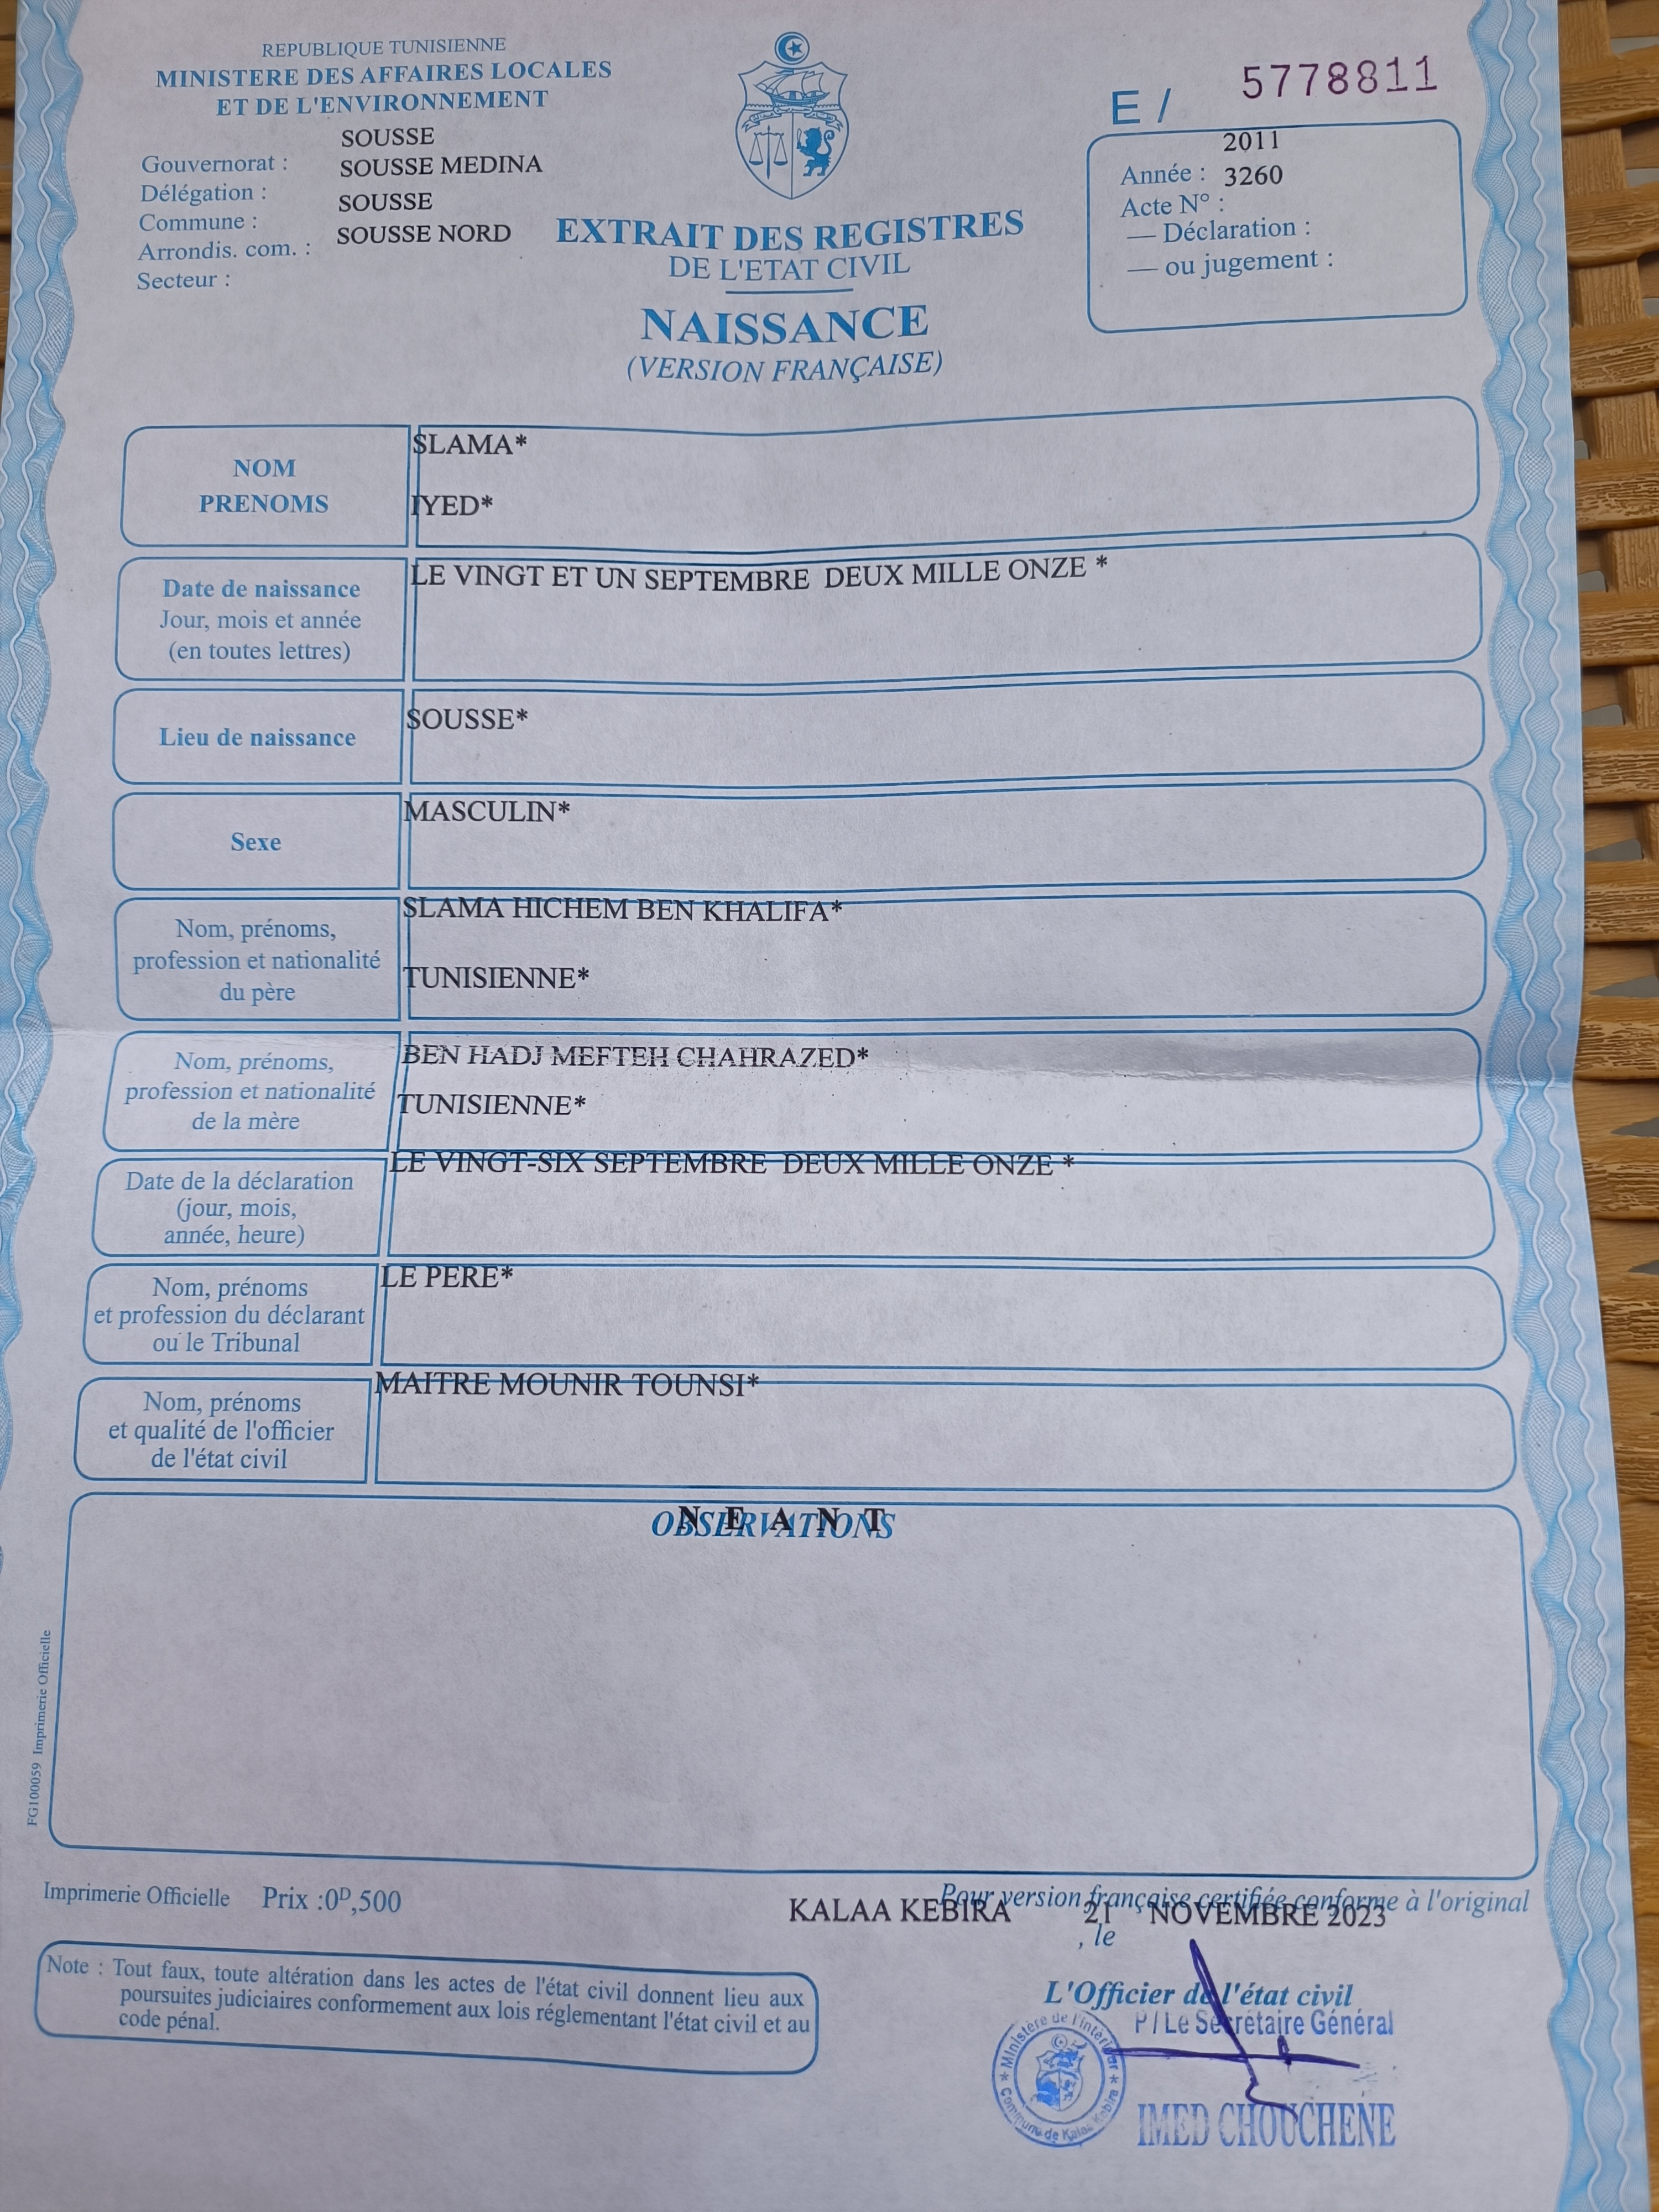 REPUBLIQUE TUNISIENNE
MINISTERE DES AFFAIRES LOCALES
ET DE L'ENVIRONNEMENT
SOUSSE
Gouvernorat : SOUSSE MEDINA
Délégation :
SOUSSE
Commune :
SOUSSE NORD
Arrondis. com. :
Secteur :
EXTRAIT DES REGISTRES
DE L'ETAT CIVIL
NAISSANCE
(VERSION FRANÇAISE)
E / 5778811
2011
Année : 3260
Acte N° :
— Déclaration :
— ou jugement :
NOM
PRENOMS
SLAMA*
IYED*
Date de naissance
Jour, mois et année
(en toutes lettres)
LE VINGT ET UN SEPTEMBRE DEUX MILLE ONZE *
Lieu de naissance
SOUSSE*
Sexe
MASCULIN*
Nom, prénoms,
profession et nationalité
du père
SLAMA HICHEM BEN KHALIFA*
TUNISIENNE*
Nom, prénoms,
profession et nationalité
de la mère
BEN HADJ MEFTEH CHAHRAZED*
TUNISIENNE*
Date de la déclaration
(jour, mois,
année, heure)
LE VINGT-SIX SEPTEMBRE DEUX MILLE ONZE *
Nom, prénoms
et profession du déclarant
ou le Tribunal
LE PERE*
Nom, prénoms
et qualité de l'officier
de l'état civil
MAITRE MOUNIR TOUNSI*
OBSERVATIONS
N E A N T
FG100059 Imprimerie Officielle
Imprimerie Officielle Prix :0D,500
Pour version française certifiée conforme à l'original
KALAA KEBIRA 21 NOVEMBRE 2023
, le
Note : Tout faux, toute altération dans les actes de l'état civil donnent lieu aux
poursuites judiciaires conformement aux lois réglementant l'état civil et au
code pénal.
L'Officier de l'état civil
P / Le Secrétaire Général
IMED CHOUCHENE
Ministère de l'intérieur
Commune de Kalaa Kebira